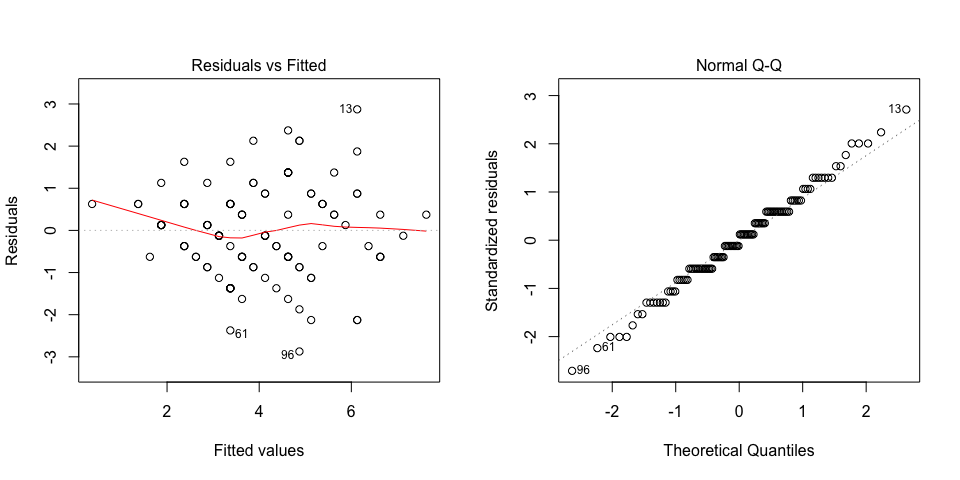 Residuals vs Fitted
Residuals
3
2
1
0
-1
-2
-3
13
61
96
2 4 6
Fitted values
Normal Q-Q
Standardized residuals
3
2
1
0
-1
-2
13
61
96
-2 -1 0 1 2
Theoretical Quantiles